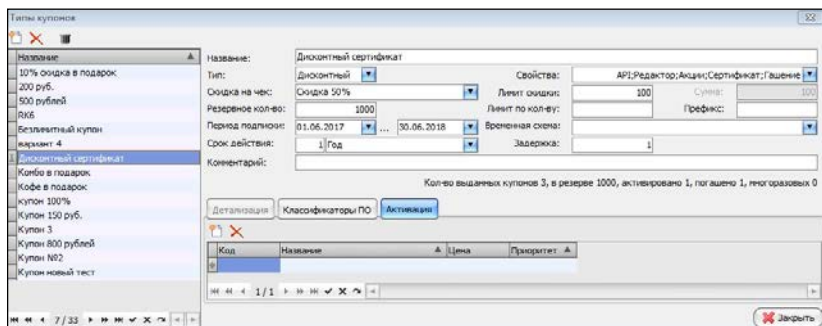 Типы купонов
Название
10% скидка в подарок
200 руб.
500 рублей
RK6
Безлимитный купон
вариант 4
Дисконтный сертификат
Комбо в подарок
Кофе в подарок
купон 100%
Купон 150 руб.
Купон 3
Купон 800 рублей
Купон №2
Купон новый тест
7/33
Название: Дисконтный сертификат
Тип: Дисконтный Свойства: API;Редактор;Акции;Сертификат;Гашение
Скидка на чек: Скидка 50% Лимит скидки: 100 Сумма: 100
Резервное кол-во: 1000 Лимит по кол-ву: Префикс:
Период подписки: 01.06.2017 ... 30.06.2018 Временная схема:
Срок действия: 1 Год Задержка: 1
Комментарий:
Кол-во выданных купонов 3, в резерве 1000, активировано 1, погашено 1, многоразовых 0
Детализация Классификаторы ПО Активация
Код Название Цена Приоритет
1/1
Закрыть